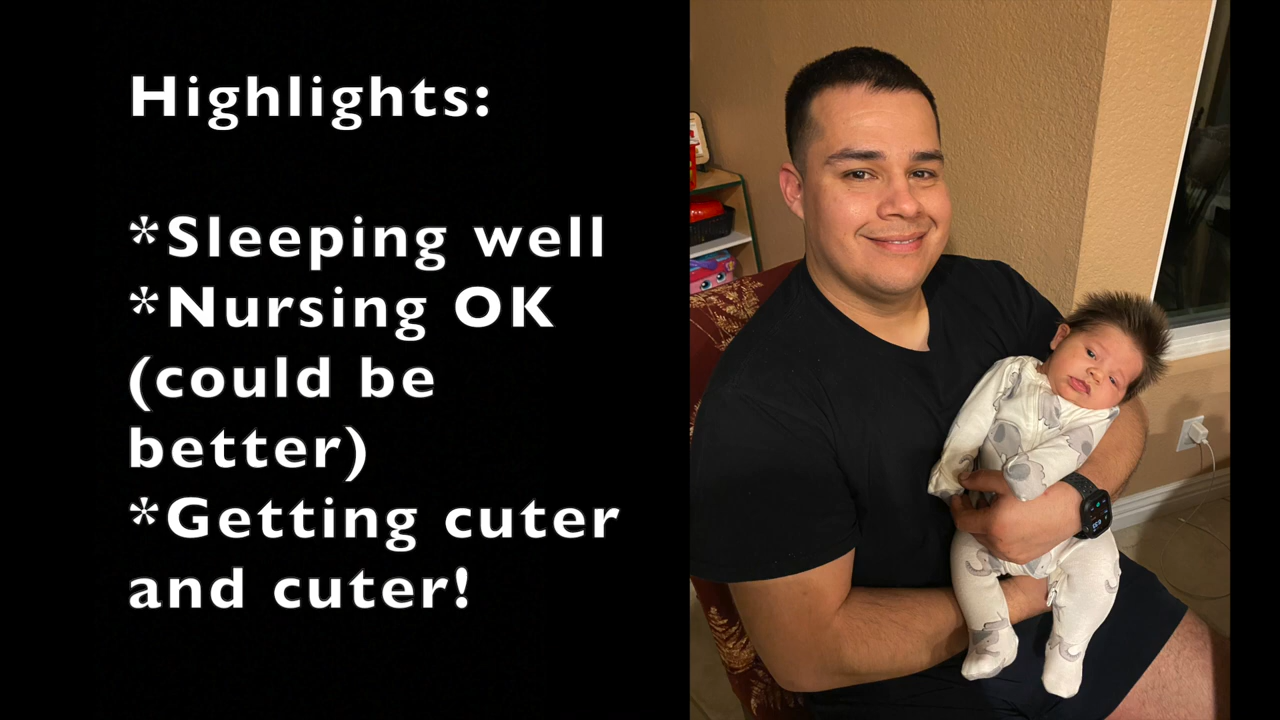 Highlights:
*Sleeping well
*Nursing OK
(could be
better)
*Getting cuter
and cuter!